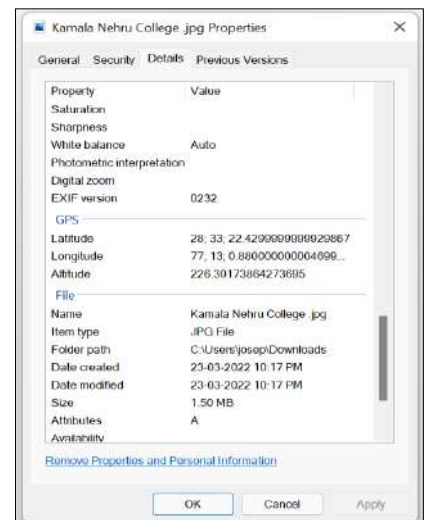 Kamala Nehru College .jpg Properties
General Security Details Previous Versions
Property Value
Saturation
Sharpness
White balance Auto
Photometric interpretation
Digital zoom
EXIF version 0232
GPS
Latitude 28; 33; 22.4299999999929867
Longitude 77; 13; 0.880000000004699...
Altitude 226.30173864273695
File
Name Kamala Nehru College .jpg
Item type JPG File
Folder path C:\Users\josep\Downloads
Date created 23-03-2022 10:17 PM
Date modified 23-03-2022 10:17 PM
Size 1.50 MB
Attributes A
Availability
Remove Properties and Personal Information
OK Cancel Apply